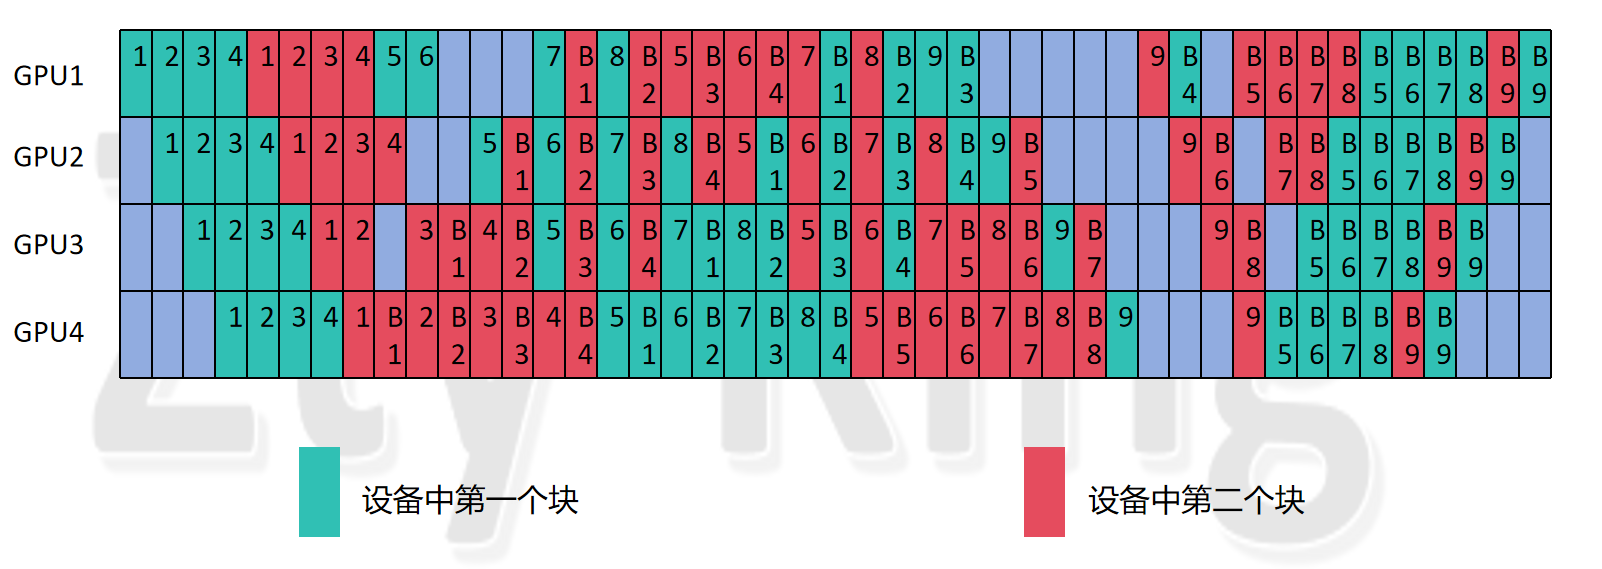 GPU1 1 2 3 4 1 2 3 4 5 6 7 B1 8 B2 5 B3 6 B4 7 B1 8 B2 9 B3 9 B4 B5 B6 B7 B8 B5 B6 B7 B8 B9 B9
GPU2 1 2 3 4 1 2 3 4 5 B1 6 B2 7 B3 8 B4 5 B1 6 B2 7 B3 8 B4 9 B5 9 B6 B7 B8 B5 B6 B7 B8 B9 B9
GPU3 1 2 3 4 1 2 3 B1 4 B2 5 B3 6 B4 7 B1 8 B2 5 B3 6 B4 7 B5 8 B6 9 B7 9 B8 B5 B6 B7 B8 B9 B9
GPU4 1 2 3 4 1 B1 2 B2 3 B3 4 B4 5 B1 6 B2 7 B3 8 B4 5 B5 6 B6 7 B7 8 B8 9 9 B5 B6 B7 B8 B9 B9
设备中第一个块 设备中第二个块